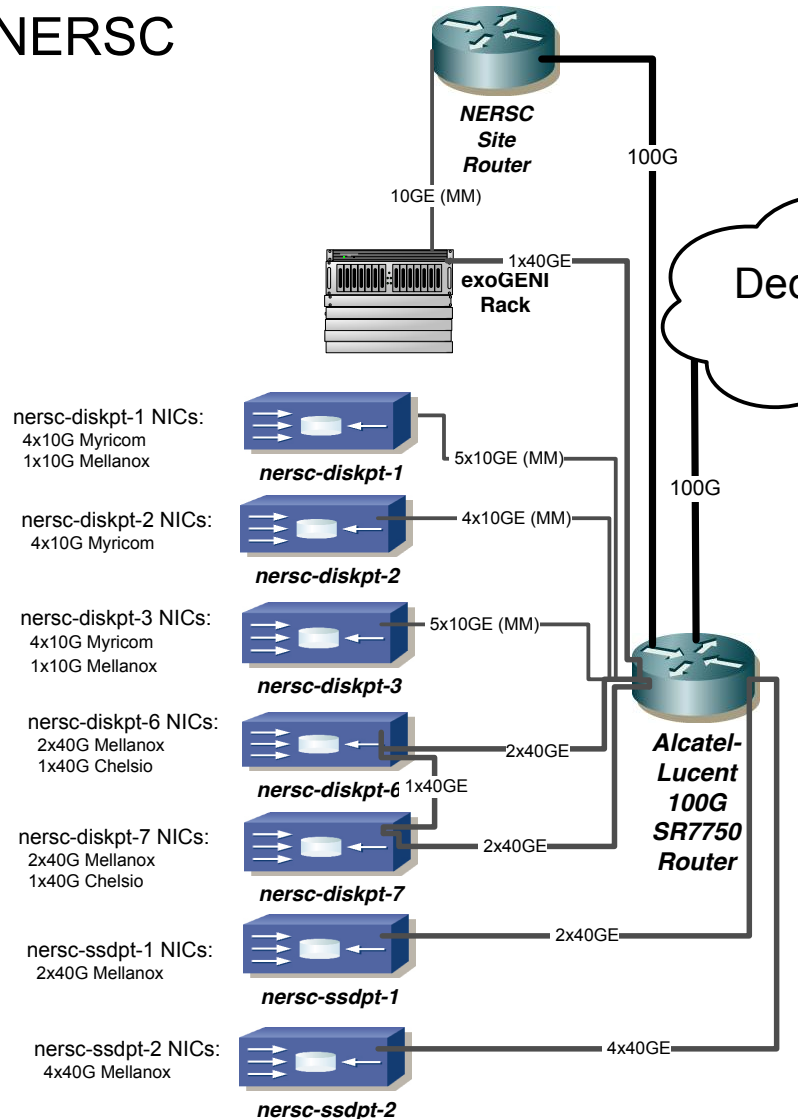 NERSC
NERSC
Site
Router
100G
10GE (MM)
1x40GE
exoGENI
Rack
nersc-diskpt-1 NICs:
4x10G Myricom
1x10G Mellanox
nersc-diskpt-1
5x10GE (MM)
100G
nersc-diskpt-2 NICs:
4x10G Myricom
4x10GE (MM)
nersc-diskpt-2
nersc-diskpt-3 NICs:
4x10G Myricom
1x10G Mellanox
5x10GE (MM)
nersc-diskpt-3
nersc-diskpt-6 NICs:
2x40G Mellanox
1x40G Chelsio
2x40GE
nersc-diskpt-6
1x40GE
Alcatel-
Lucent
100G
SR7750
Router
nersc-diskpt-7 NICs:
2x40G Mellanox
1x40G Chelsio
2x40GE
nersc-diskpt-7
nersc-ssdpt-1 NICs:
2x40G Mellanox
2x40GE
nersc-ssdpt-1
nersc-ssdpt-2 NICs:
4x40G Mellanox
4x40GE
nersc-ssdpt-2